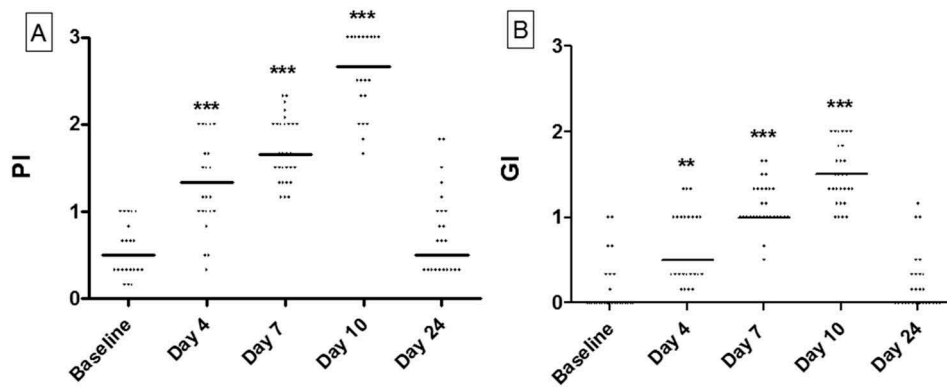 A
PI
3
2
1
0
***
***
***
Baseline
Day 4
Day 7
Day 10
Day 24
B
GI
3
2
1
0
**
***
***
Baseline
Day 4
Day 7
Day 10
Day 24